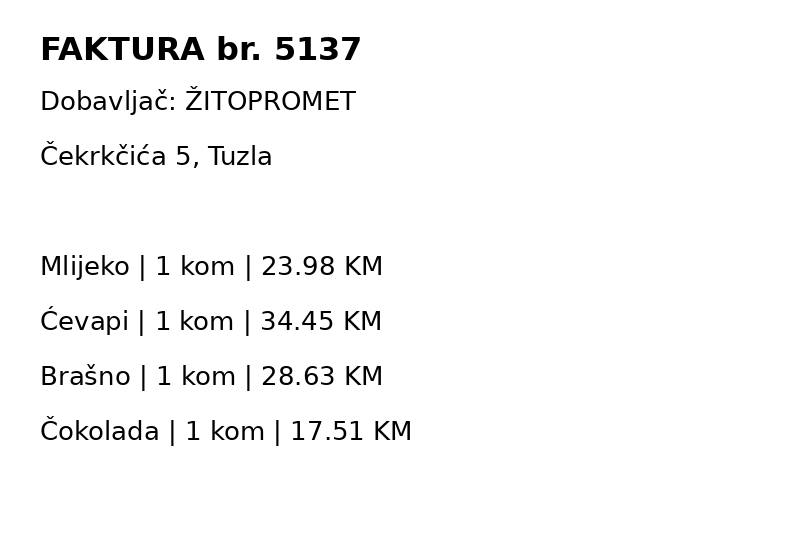 FAKTURA br. 5137
Dobavljač: ŽITOPROMET
Čekrkčića 5, Tuzla
Mlijeko | 1 kom | 23.98 KM
Ćevapi | 1 kom | 34.45 KM
Brašno | 1 kom | 28.63 KM
Čokolada | 1 kom | 17.51 KM